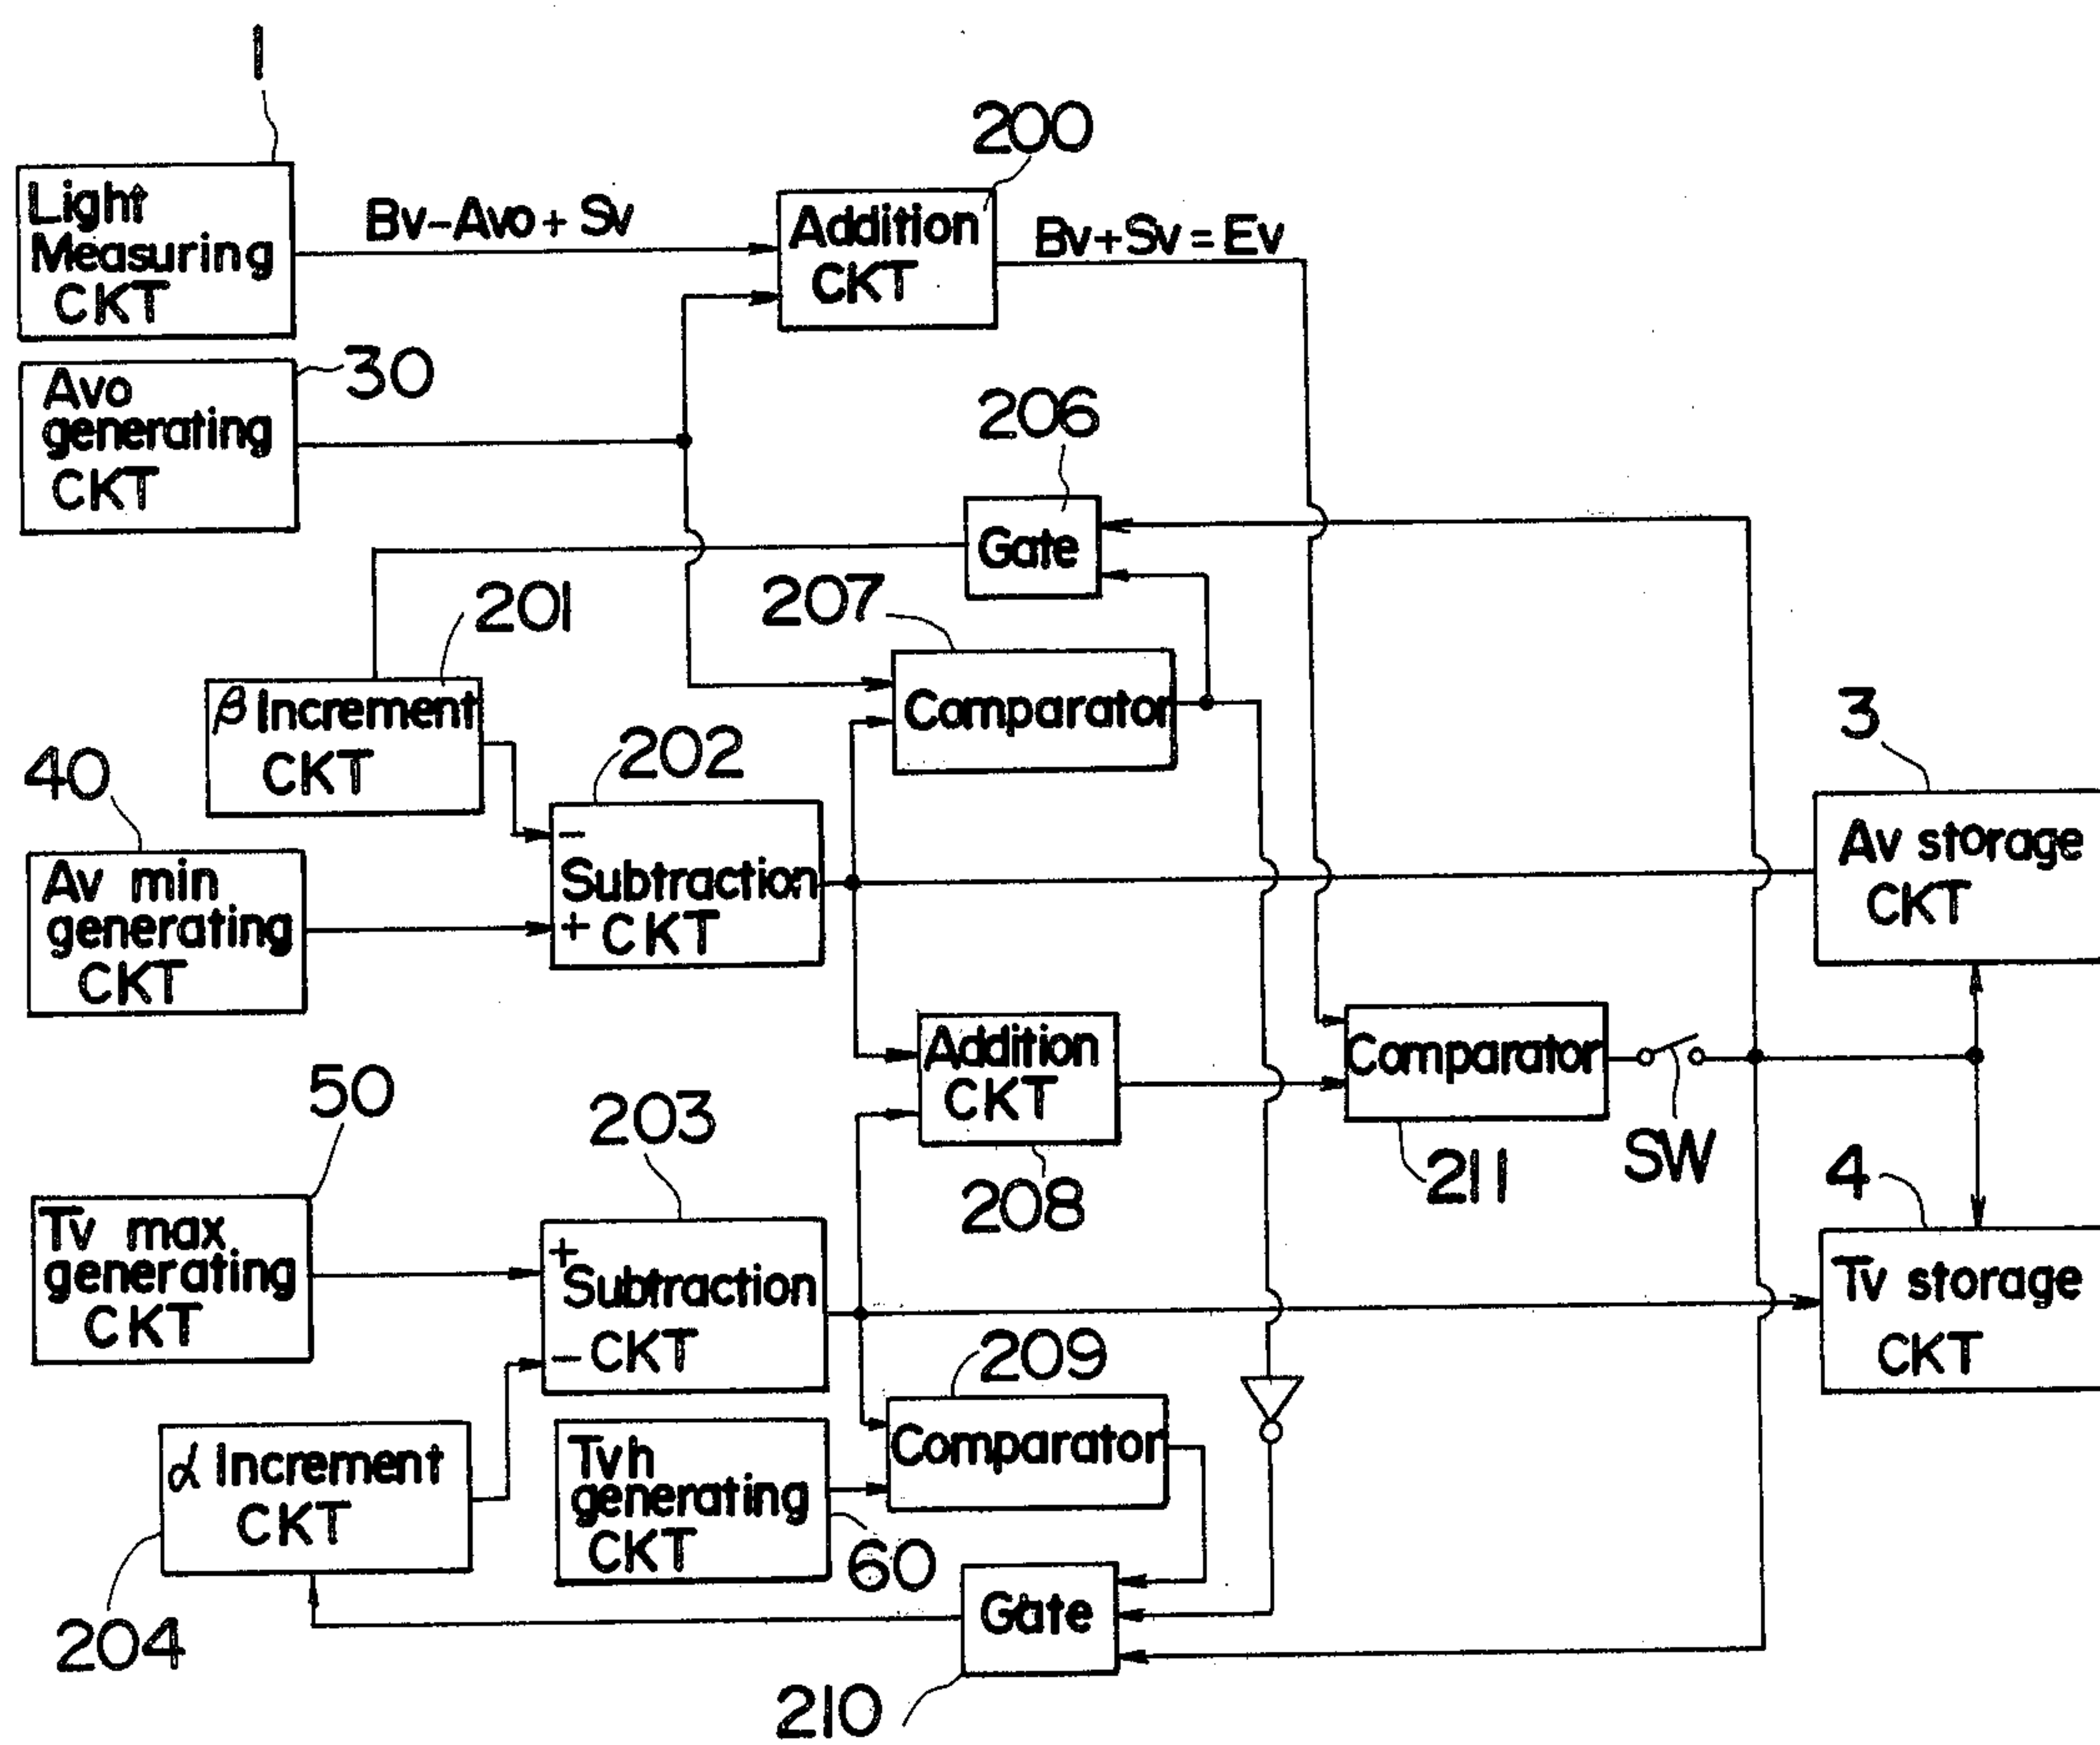 1
200
Light
Measuring
CKT
Bv-Avo+Sv
Addition
CKT
Bv+Sv=Ev
30
Avo
generating
CKT
206
Gate
207
201
β Increment
CKT
Comparator
202
40
3
Av min
generating
CKT
-
Subtraction
+ CKT
Av storage
CKT
Addition
CKT
Comparator
50
203
208
211
SW
4
Tv max
generating
CKT
+
Subtraction
- CKT
Tv storage
CKT
209
α Increment
CKT
Tvh
generating
CKT
Comparator
60
204
Gate
210